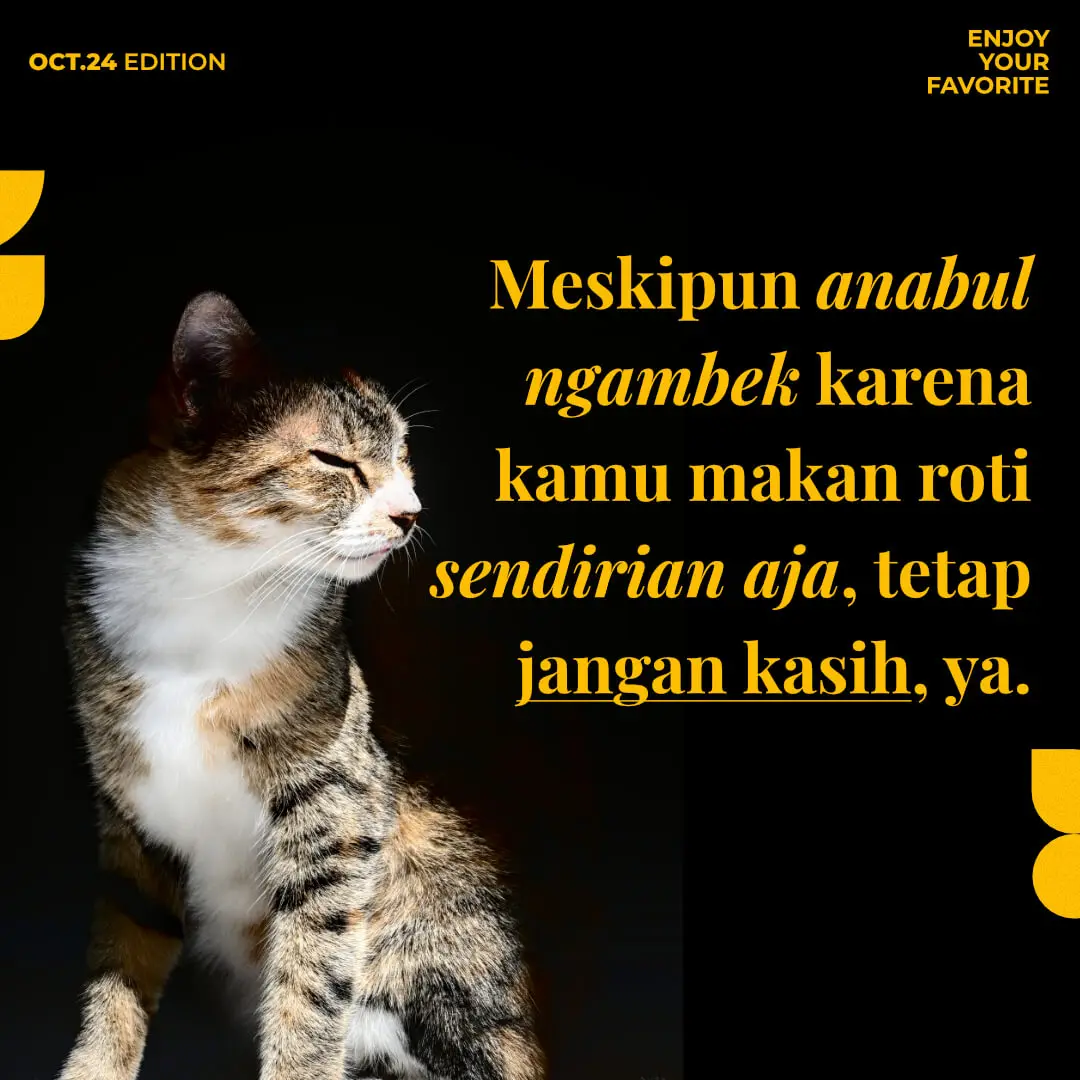 OCT.24 EDITION
ENJOY
YOUR
FAVORITE
Meskipun anabul
ngambek karena
kamu makan roti
sendirian aja, tetap
jangan kasih, ya.